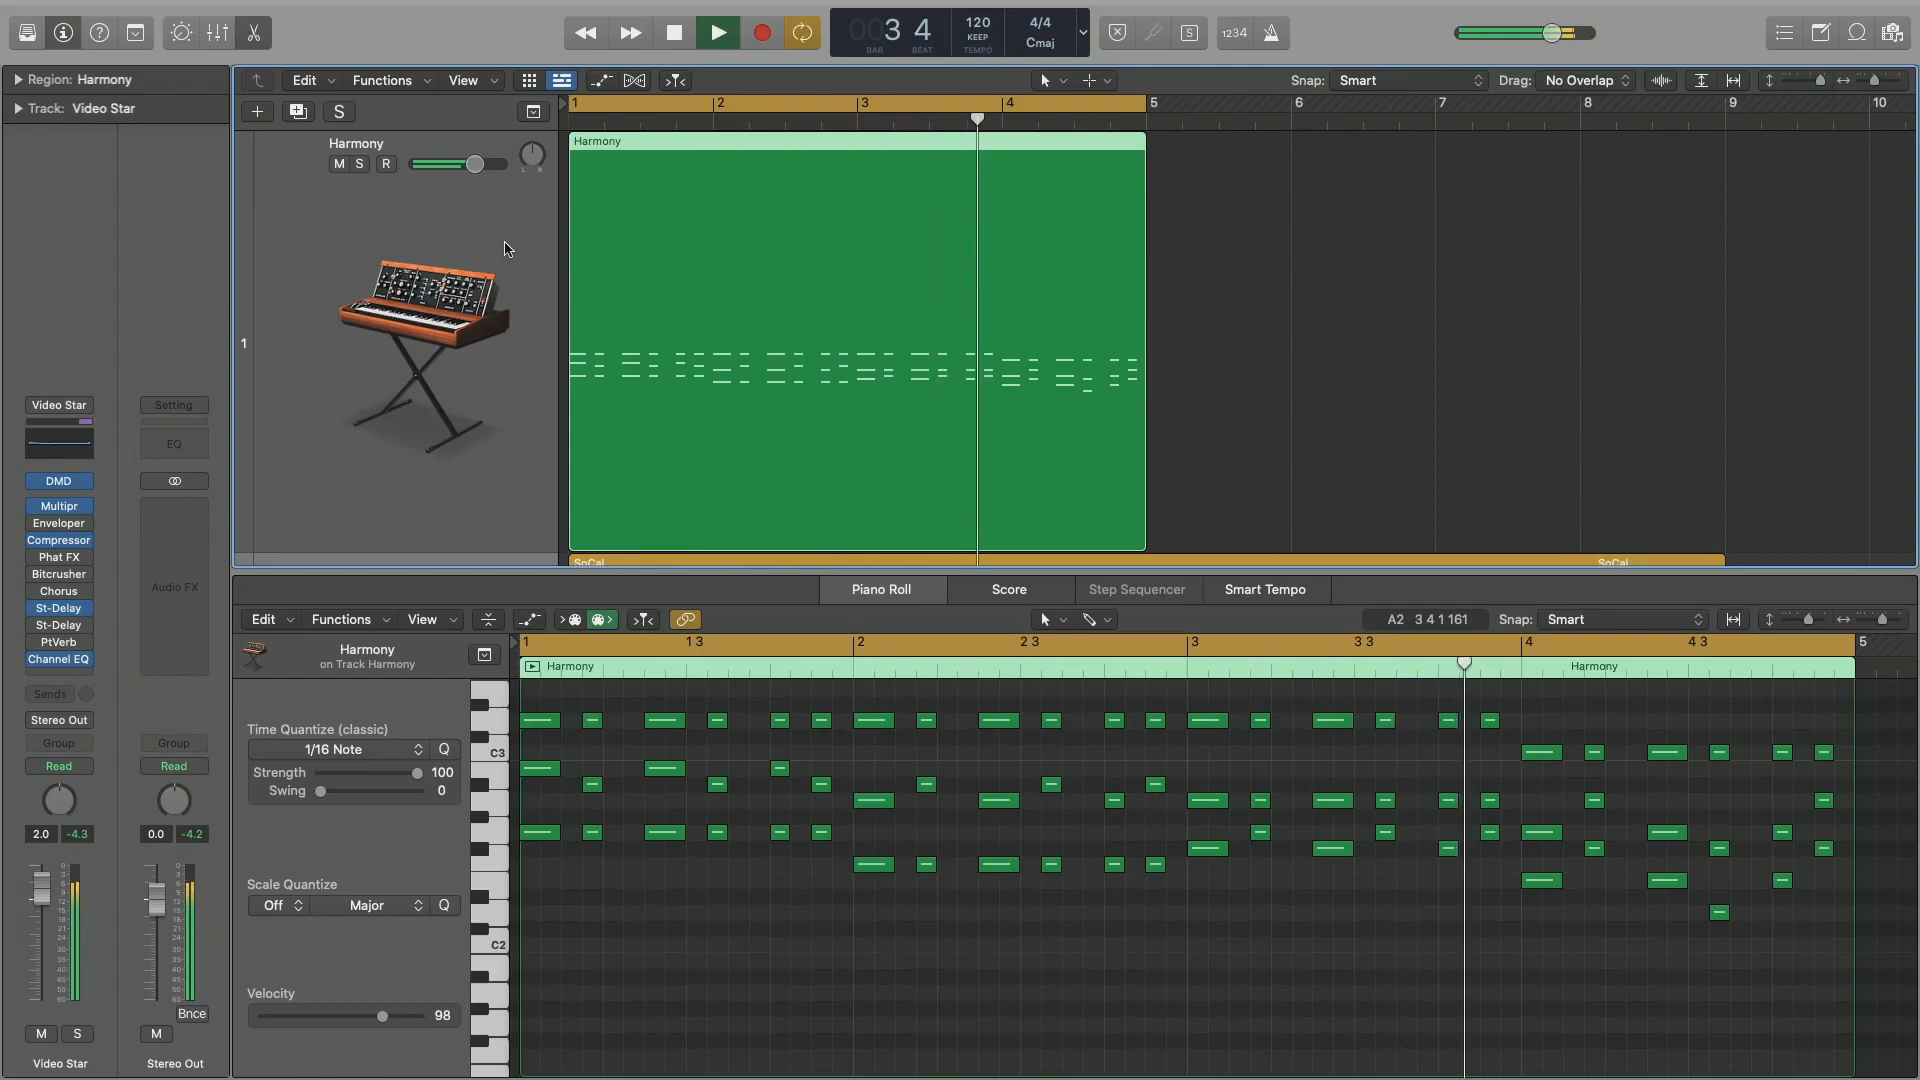 1234
003 4
BAR BEAT
120
KEEP
TEMPO
4/4
Cmaj
S
Region: Harmony
Track: Video Star
Edit Functions View
Snap: Smart
Drag: No Overlap
S
1 2 3 4 5 6 7 8 9 10
Harmony
M S R
L R
1
Harmony
SoCal SoCal
Video Star Setting
EQ
DMD
Multipr
Enveloper
Compressor
Phat FX
Bitcrusher
Chorus
St-Delay
St-Delay
PtVerb
Channel EQ
Audio FX
Sends
Stereo Out
Group Group
Read Read
2.0 -4.3 0.0 -4.2
Bnce
M S M
Video Star Stereo Out
Piano Roll Score Step Sequencer Smart Tempo
Edit Functions View
A2 3 4 1 161
Snap: Smart
1 1 3 2 2 3 3 3 3 4 4 3 5
Harmony
on Track Harmony
Harmony Harmony
Time Quantize (classic)
1/16 Note Q
Strength 100
Swing 0
Scale Quantize
Off Major Q
Velocity
98
C3
C2